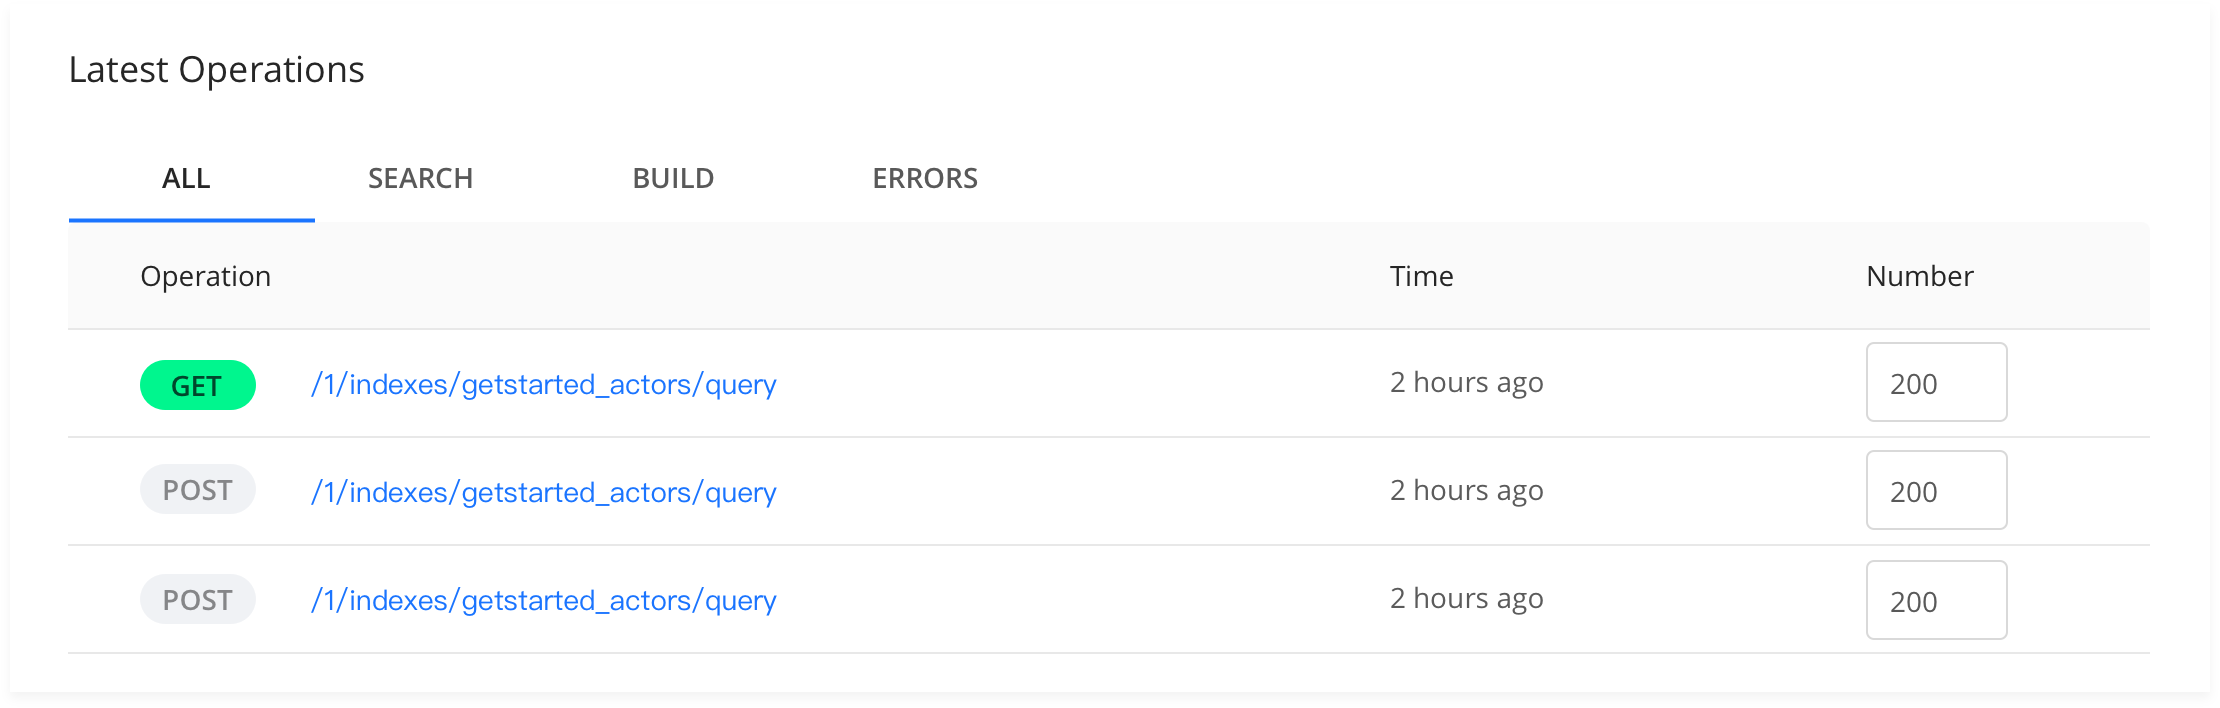 Latest Operations
ALL SEARCH BUILD ERRORS
Operation Time Number
GET /1/indexes/getstarted_actors/query 2 hours ago 200
POST /1/indexes/getstarted_actors/query 2 hours ago 200
POST /1/indexes/getstarted_actors/query 2 hours ago 200